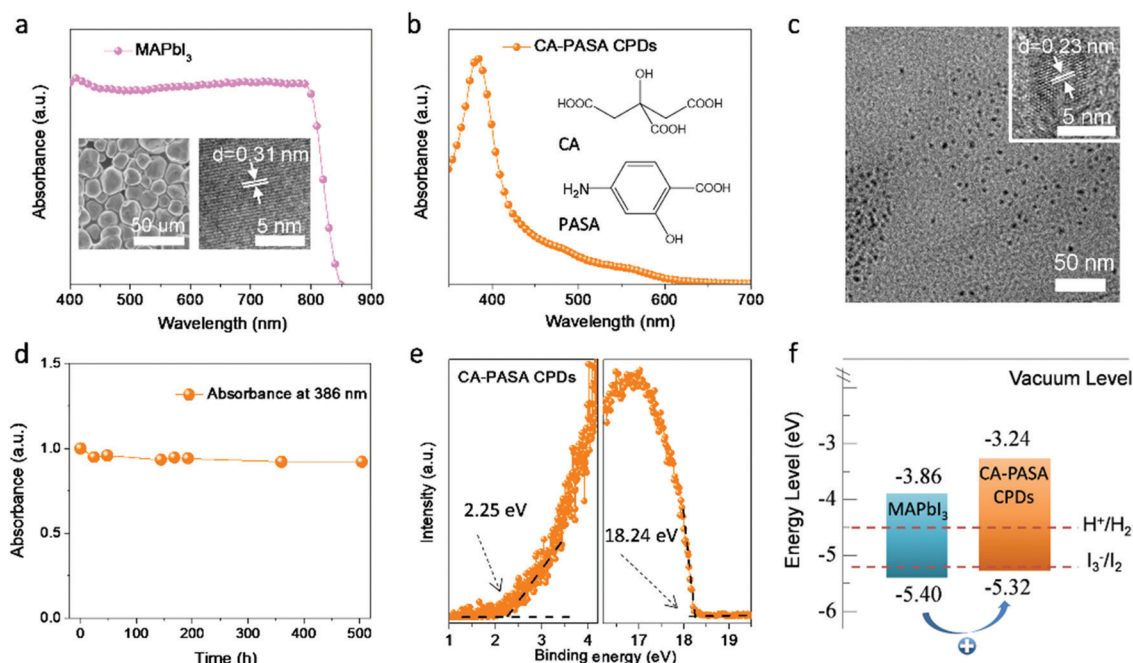 a
MAPbI3
Absorbance (a.u.)
d=0.31 nm
50 µm
5 nm
400 500 600 700 800 900
Wavelength (nm)
b
CA-PASA CPDs
Absorbance (a.u.)
OH
HOOC
COOH
COOH
CA
H2N
COOH
PASA
OH
400 500 600 700
Wavelength (nm)
c
d=0.23 nm
5 nm
50 nm
d
1.5
Absorbance at 386 nm
1.0
0.5
0.0
Absorbance (a.u.)
0 100 200 300 400 500
Time (h)
e
CA-PASA CPDs
Intensity (a.u.)
2.25 eV
18.24 eV
1 2 3 4 17 18 19
Binding energy (eV)
f
Vacuum Level
Energy Level (eV)
-3
-4
-5
-6
-3.24
-3.86
CA-PASA
CPDs
MAPbI3
H+/H2
I3-/I2
-5.40
-5.32
+